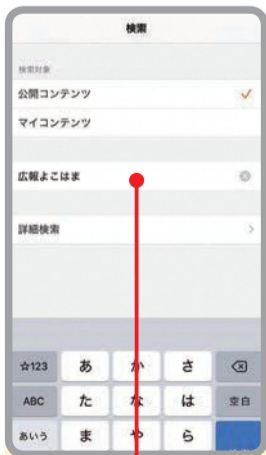 検索
検索対象
公開コンテンツ
マイコンテンツ
広報よこはま
詳細検索
☆123 あ か さ
ABC た な は 空白
あいう ま や ら